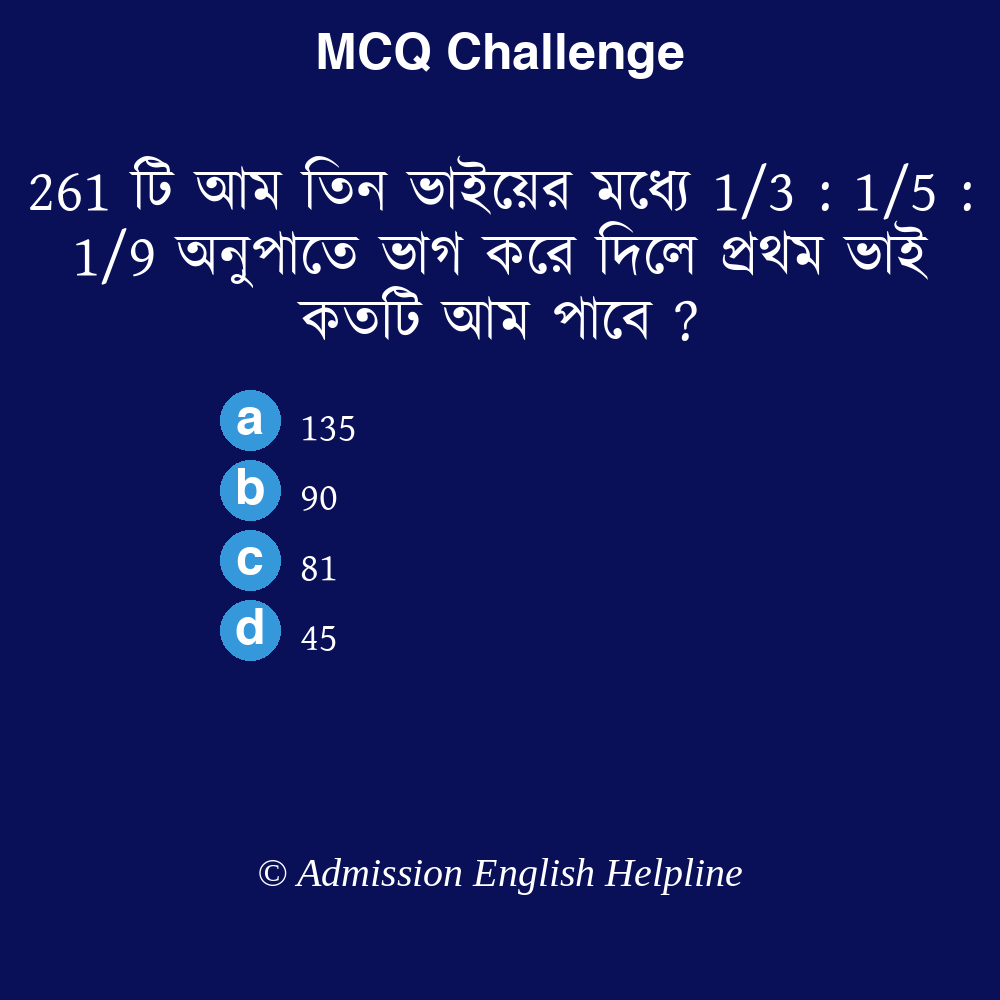 MCQ Challenge
261 টি আম তিন ভাইয়ের মধ্যে 1/3 : 1/5 :
1/9 অনুপাতে ভাগ করে দিলে প্রথম ভাই
কতটি আম পাবে ?
a 135
b 90
c 81
d 45
© Admission English Helpline